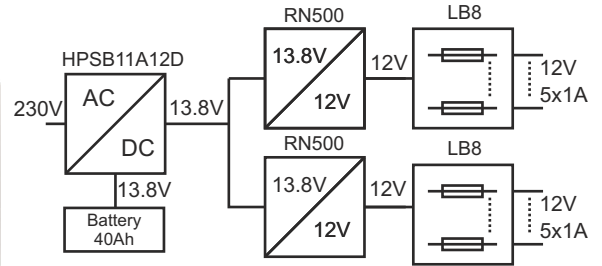 RN500
LB8
HPSB11A12D
13.8V
12V
12V
12V
5x1A
AC
DC
230V
13.8V
13.8V
Battery
40Ah
RN500
LB8
13.8V
12V
12V
12V
5x1A